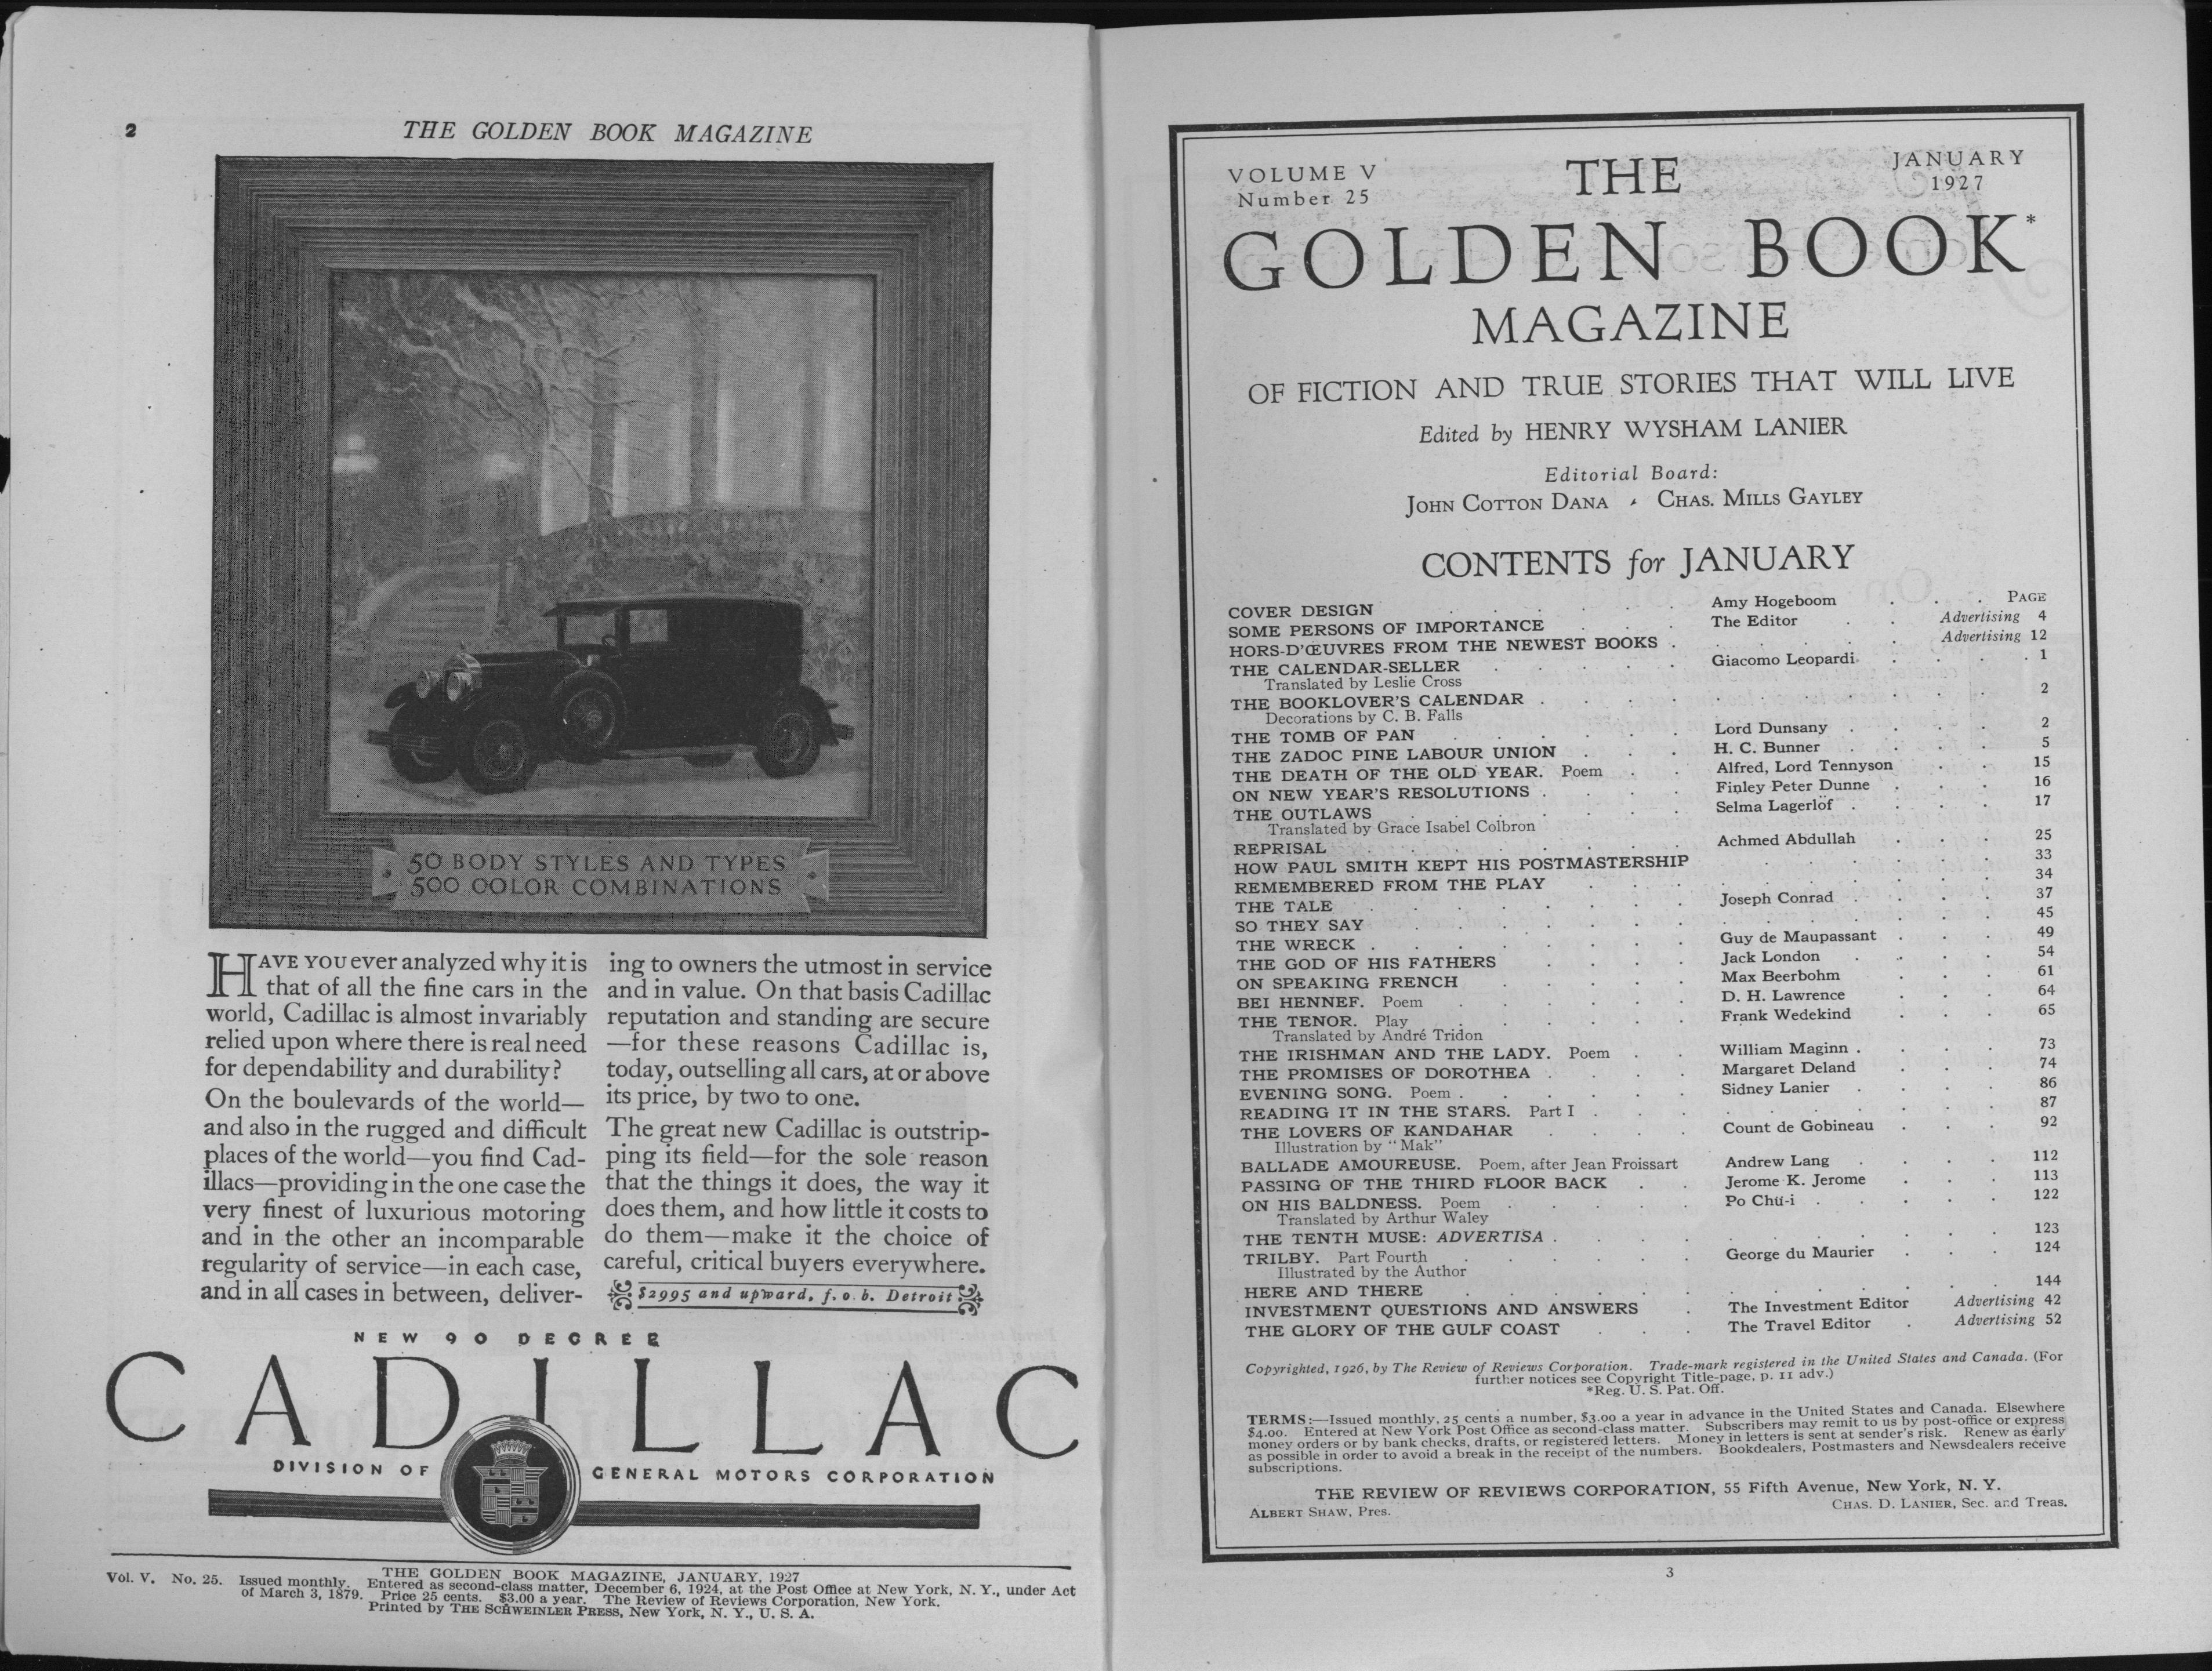 2
THE GOLDEN BOOK MAGAZINE
50 BODY STYLES AND TYPES
500 COLOR COMBINATIONS
HAVE YOU ever analyzed why it is
that of all the fine cars in the
world, Cadillac is almost invariably
relied upon where there is real need
for dependability and durability?
On the boulevards of the world—
and also in the rugged and difficult
places of the world—you find Cad-
illacs—providing in the one case the
very finest of luxurious motoring
and in the other an incomparable
regularity of service—in each case,
and in all cases in between, deliver-
ing to owners the utmost in service
and in value. On that basis Cadillac
reputation and standing are secure
—for these reasons Cadillac is,
today, outselling all cars, at or above
its price, by two to one.
The great new Cadillac is outstrip-
ping its field—for the sole reason
that the things it does, the way it
does them, and how little it costs to
do them—make it the choice of
careful, critical buyers everywhere.
$2995 and upward, f. o. b. Detroit
NEW 90 DEGREE
CADILLAC
DIVISION OF GENERAL MOTORS CORPORATION
THE GOLDEN BOOK MAGAZINE, JANUARY, 1927
Vol. V. No. 25. Issued monthly. Entered as second-class matter, December 6, 1924, at the Post Office at New York, N. Y., under Act
of March 3, 1879. Price 25 cents. $3.00 a year. The Review of Reviews Corporation, New York.
Printed by THE SCHWEINLER PRESS, New York, N. Y., U. S. A.
VOLUME V
Number 25
THE
JANUARY
1927
GOLDEN BOOK*
MAGAZINE
OF FICTION AND TRUE STORIES THAT WILL LIVE
Edited by HENRY WYSHAM LANIER
Editorial Board:
JOHN COTTON DANA , CHAS. MILLS GAYLEY
CONTENTS for JANUARY
PAGE
COVER DESIGN . . . . . . Amy Hogeboom . . .
SOME PERSONS OF IMPORTANCE . . . The Editor . . Advertising 4
HORS-D'ŒUVRES FROM THE NEWEST BOOKS . . . . . . Advertising 12
THE CALENDAR-SELLER . . . . . Giacomo Leopardi . . . . 1
Translated by Leslie Cross
THE BOOKLOVER'S CALENDAR . . . . . . . . . . . 2
Decorations by C. B. Falls
THE TOMB OF PAN . . . . . . Lord Dunsany . . . . 2
THE ZADOC PINE LABOUR UNION . . . H. C. Bunner . . . . 5
THE DEATH OF THE OLD YEAR. Poem . . Alfred, Lord Tennyson . . 15
ON NEW YEAR'S RESOLUTIONS . . . . Finley Peter Dunne . . . 16
THE OUTLAWS . . . . . . . Selma Lagerlöf . . . . 17
Translated by Grace Isabel Colbron
REPRISAL . . . . . . . . Achmed Abdullah . . . 25
HOW PAUL SMITH KEPT HIS POSTMASTERSHIP . . . . . . 33
REMEMBERED FROM THE PLAY . . . . . . . . . 34
THE TALE . . . . . . . . Joseph Conrad . . . . 37
SO THEY SAY . . . . . . . . . . . . . 45
THE WRECK . . . . . . . . Guy de Maupassant . . . 49
THE GOD OF HIS FATHERS . . . . Jack London . . . . 54
ON SPEAKING FRENCH . . . . . Max Beerbohm . . . 61
BEI HENNEF. Poem . . . . . . D. H. Lawrence . . . 64
THE TENOR. Play . . . . . . Frank Wedekind . . . 65
Translated by André Tridon
THE IRISHMAN AND THE LADY. Poem . . William Maginn . . . . 73
THE PROMISES OF DOROTHEA . . . . Margaret Deland . . . 74
EVENING SONG. Poem . . . . . . Sidney Lanier . . . . 86
READING IT IN THE STARS. Part I . . . . . . . . . 87
THE LOVERS OF KANDAHAR . . . . Count de Gobineau . . . 92
Illustration by "Mak"
BALLADE AMOUREUSE. Poem, after Jean Froissart Andrew Lang . . . . 112
PASSING OF THE THIRD FLOOR BACK . . Jerome K. Jerome . . . 113
ON HIS BALDNESS. Poem . . . . . Po Chü-i . . . . . 122
Translated by Arthur Waley
THE TENTH MUSE: ADVERTISA . . . . . . . . . . 123
TRILBY. Part Fourth . . . . . . George du Maurier . . . 124
Illustrated by the Author
HERE AND THERE . . . . . . . . . . . . . 144
INVESTMENT QUESTIONS AND ANSWERS . The Investment Editor Advertising 42
THE GLORY OF THE GULF COAST . . . The Travel Editor . Advertising 52
Copyrighted, 1926, by The Review of Reviews Corporation. Trade-mark registered in the United States and Canada. (For
further notices see Copyright Title-page, p. 11 adv.)
*Reg. U. S. Pat. Off.
TERMS:—Issued monthly, 25 cents a number, $3.00 a year in advance in the United States and Canada. Elsewhere
$4.00. Entered at New York Post Office as second-class matter. Subscribers may remit to us by post-office or express
money orders or by bank checks, drafts, or registered letters. Money in letters is sent at sender's risk. Renew as early
as possible in order to avoid a break in the receipt of the numbers. Bookdealers, Postmasters and Newsdealers receive
subscriptions.
THE REVIEW OF REVIEWS CORPORATION, 55 Fifth Avenue, New York, N. Y.
ALBERT SHAW, Pres. CHAS. D. LANIER, Sec. and Treas.
3